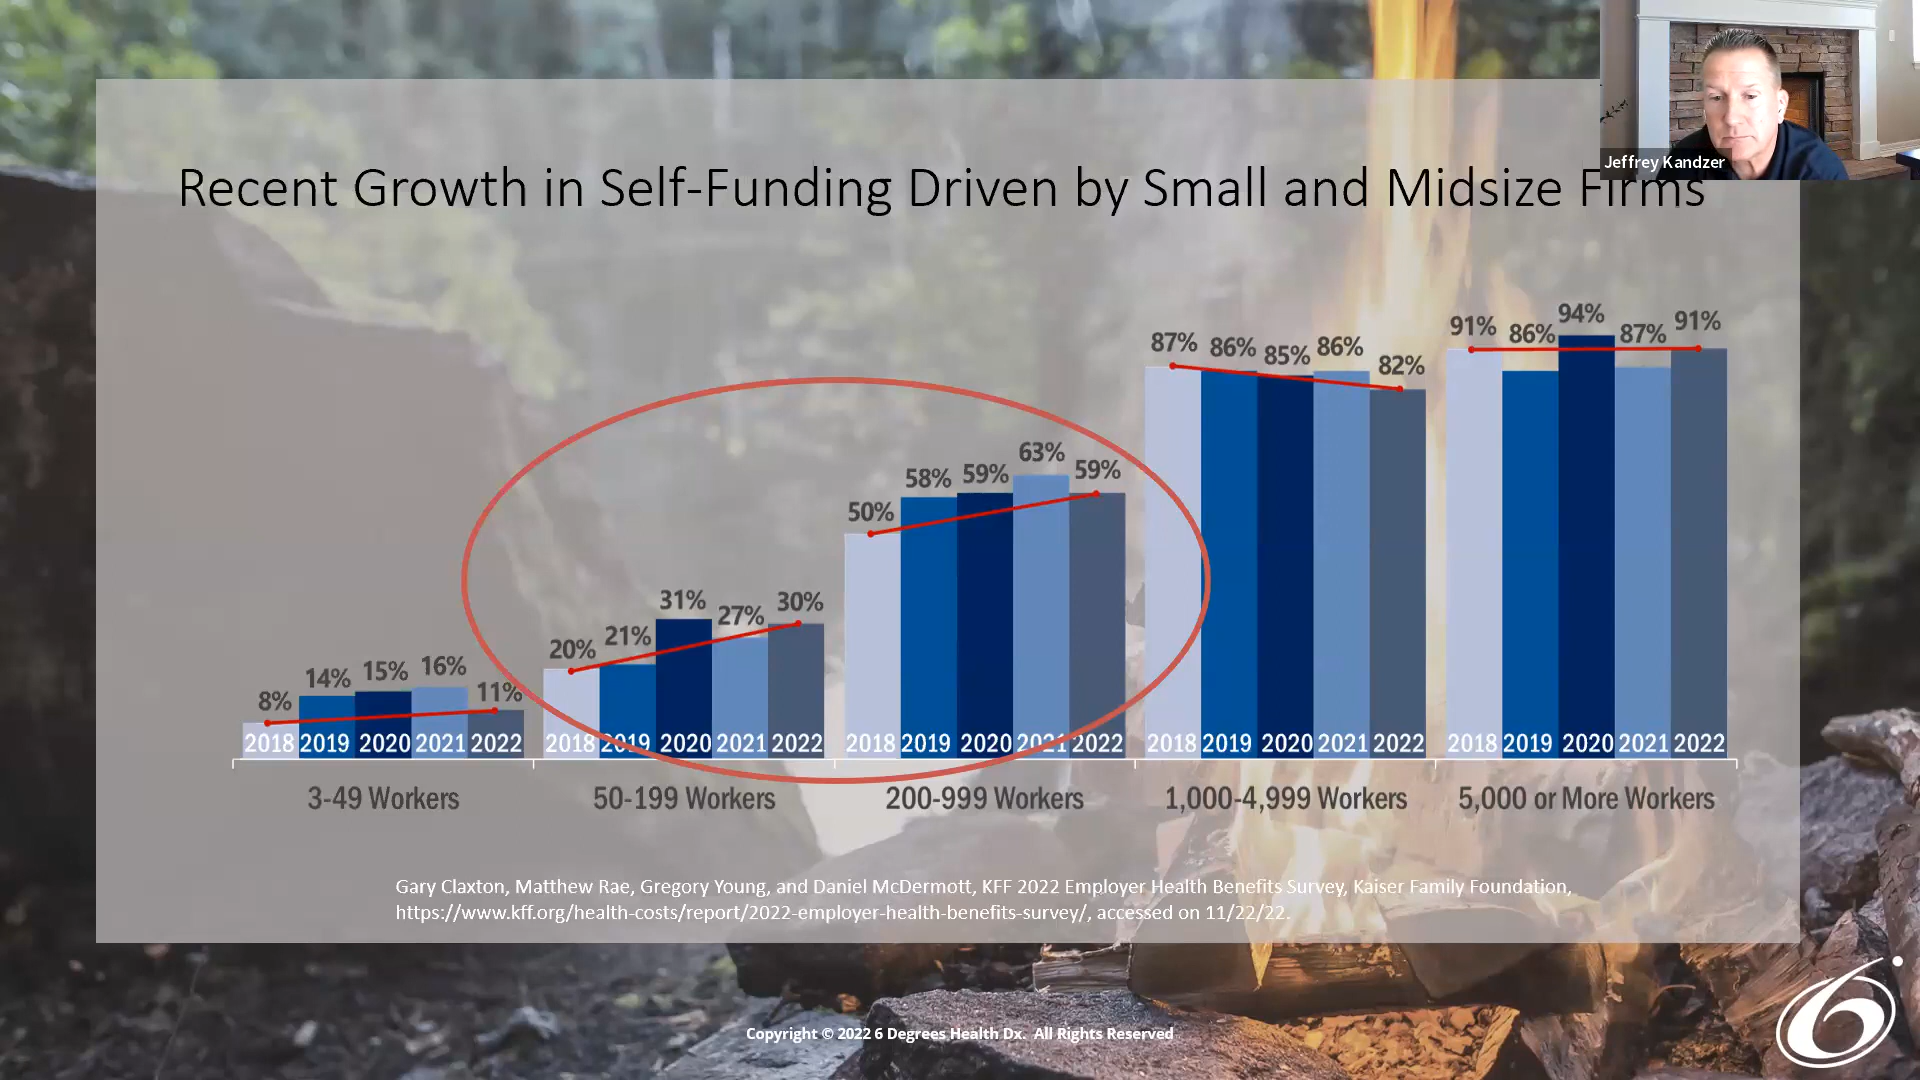 Jeffrey Kandzer
Recent Growth in Self-Funding Driven by Small and Midsize Firms
8% 14% 15% 16% 11%
20% 21% 31% 27% 30%
50% 58% 59% 63% 59%
87% 86% 85% 86% 82%
91% 86% 94% 87% 91%
2018 2019 2020 2021 2022 2018 2019 2020 2021 2022 2018 2019 2020 2021 2022 2018 2019 2020 2021 2022 2018 2019 2020 2021 2022
3-49 Workers 50-199 Workers 200-999 Workers 1,000-4,999 Workers 5,000 or More Workers
Gary Claxton, Matthew Rae, Gregory Young, and Daniel McDermott, KFF 2022 Employer Health Benefits Survey, Kaiser Family Foundation,
https://www.kff.org/health-costs/report/2022-employer-health-benefits-survey/, accessed on 11/22/22.
6
Copyright © 2022 6 Degrees Health Dx. All Rights Reserved